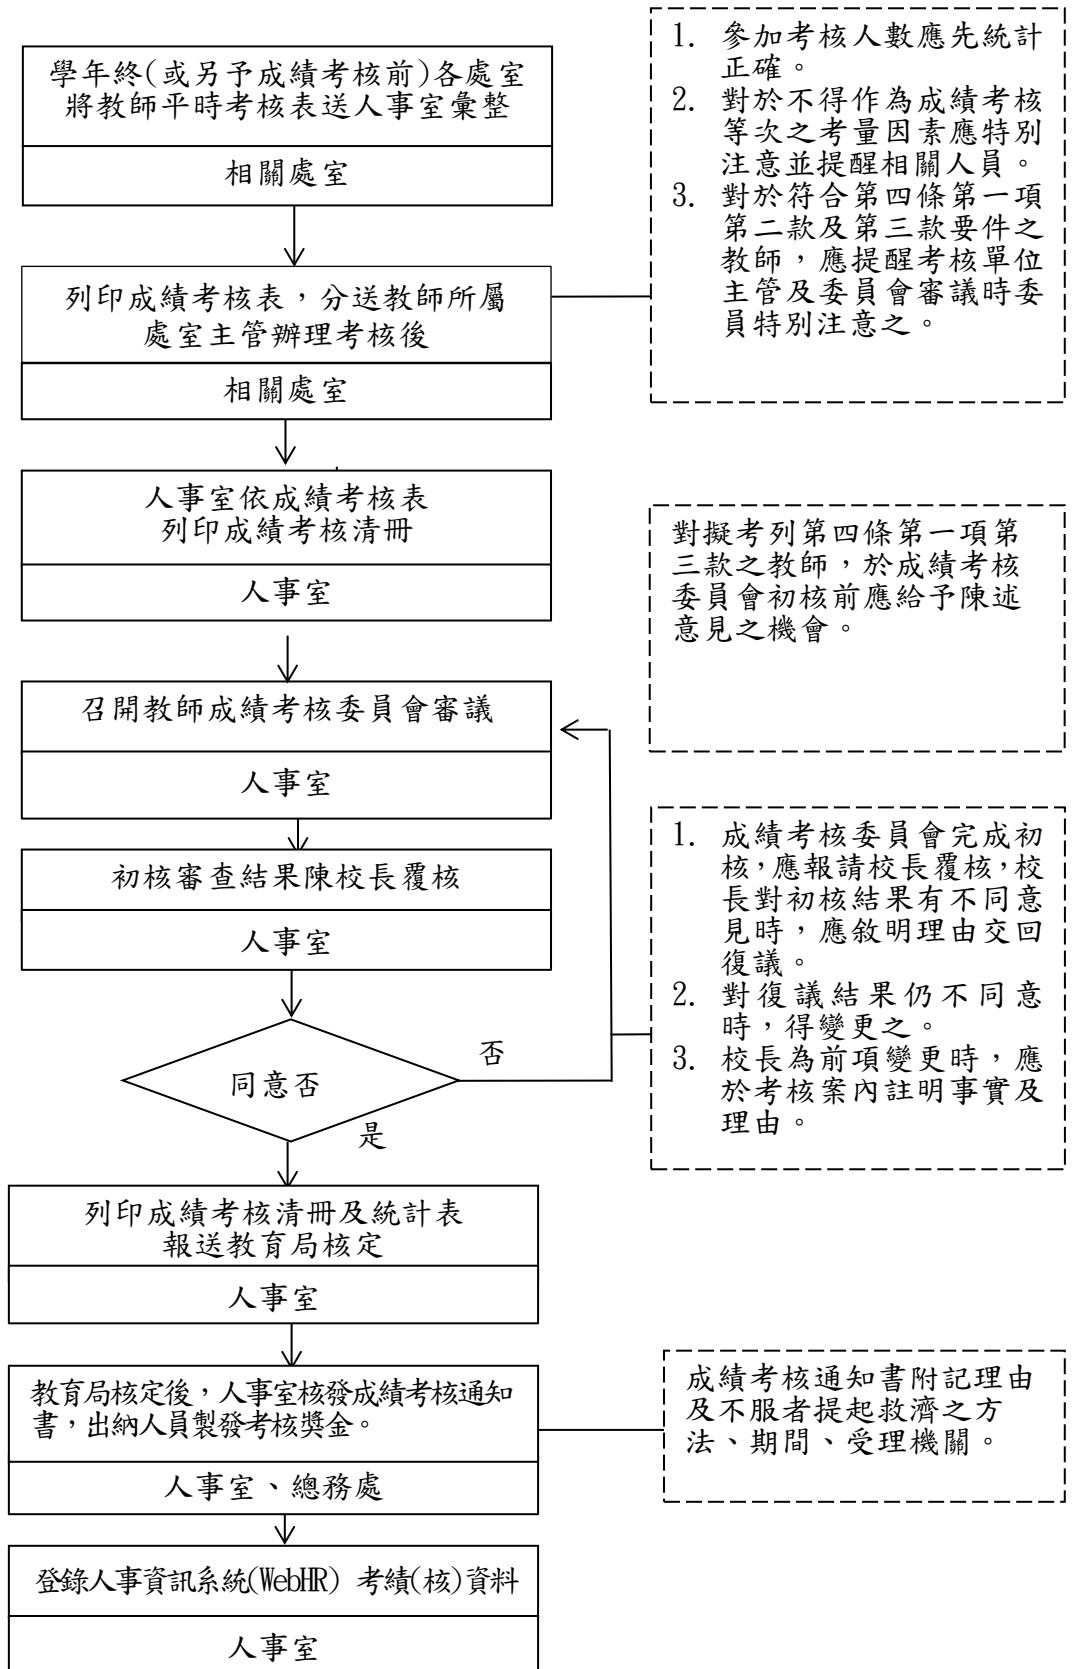 學年終(或另予成績考核前)各處室
將教師平時考核表送人事室彙整
相關處室
1. 參加考核人數應先統計
正確。
2. 對於不得作為成績考核
等次之考量因素應特別
注意並提醒相關人員。
3. 對於符合第四條第一項
第二款及第三款要件之
教師，應提醒考核單位
主管及委員會審議時委
員特別注意之。
列印成績考核表，分送教師所屬
處室主管辦理考核後
相關處室
人事室依成績考核表
列印成績考核清冊
人事室
對擬考列第四條第一項第
三款之教師，於成績考核
委員會初核前應給予陳述
意見之機會。
召開教師成績考核委員會審議
人事室
初核審查結果陳校長覆核
人事室
1. 成績考核委員會完成初
核，應報請校長覆核，校
長對初核結果有不同意
見時，應敘明理由交回
復議。
2. 對復議結果仍不同意
時，得變更之。
3. 校長為前項變更時，應
於考核案內註明事實及
理由。
同意否
否
是
列印成績考核清冊及統計表
報送教育局核定
人事室
教育局核定後，人事室核發成績考核通知
書，出納人員製發考核獎金。
人事室、總務處
成績考核通知書附記理由
及不服者提起救濟之方
法、期間、受理機關。
登錄人事資訊系統(WebHR) 考績(核)資料
人事室